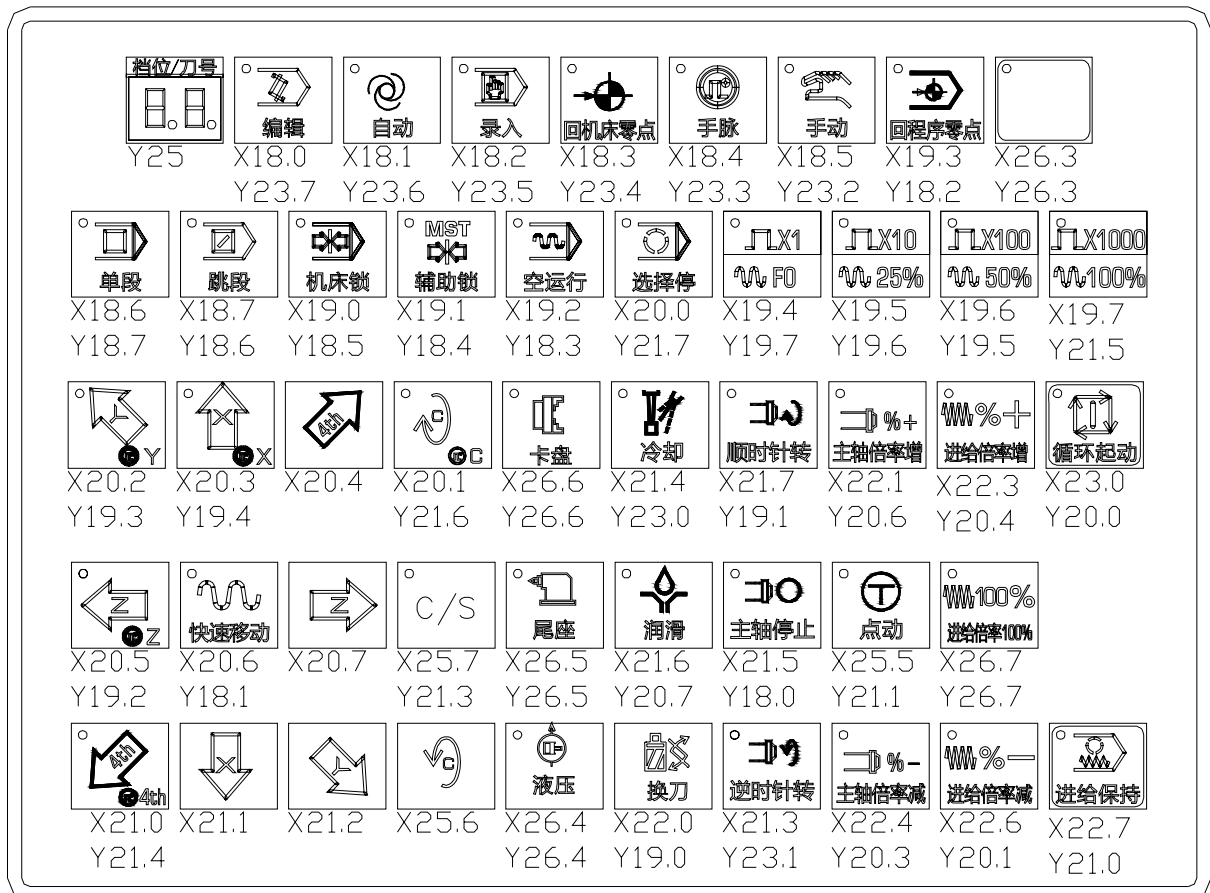 档位/刀号
8.8.
编辑 自动 录入 回机床零点 手脉 手动 回程序零点
Y25 X18.0 X18.1 X18.2 X18.3 X18.4 X18.5 X19.3 X26.3
Y23.7 Y23.6 Y23.5 Y23.4 Y23.3 Y23.2 Y18.2 Y26.3
MST X1 X10 X100 X1000
单段 跳段 机床锁 辅助锁 空运行 选择停 F0 25% 50% 100%
X18.6 X18.7 X19.0 X19.1 X19.2 X20.0 X19.4 X19.5 X19.6 X19.7
Y18.7 Y18.6 Y18.5 Y18.4 Y18.3 Y21.7 Y19.7 Y19.6 Y19.5 Y21.5
Y X 4th C %+ %+
Y X C 卡盘 冷却 顺时针转 主轴倍率增 进给倍率增 循环起动
X20.2 X20.3 X20.4 X20.1 X26.6 X21.4 X21.7 X22.1 X22.3 X23.0
Y19.3 Y19.4 Y21.6 Y26.6 Y23.0 Y19.1 Y20.6 Y20.4 Y20.0
Z Z C/S T 100%
Z 快速移动 尾座 润滑 主轴停止 点动 进给倍率100%
X20.5 X20.6 X20.7 X25.7 X26.5 X21.6 X21.5 X25.5 X26.7
Y19.2 Y18.1 Y21.3 Y26.5 Y20.7 Y18.0 Y21.1 Y26.7
4th X Y C %- %-
4th 液压 换刀 逆时针转 主轴倍率减 进给倍率减 进给保持
X21.0 X21.1 X21.2 X25.6 X26.4 X22.0 X21.3 X22.4 X22.6 X22.7
Y21.4 Y26.4 Y19.0 Y23.1 Y20.3 Y20.1 Y21.0